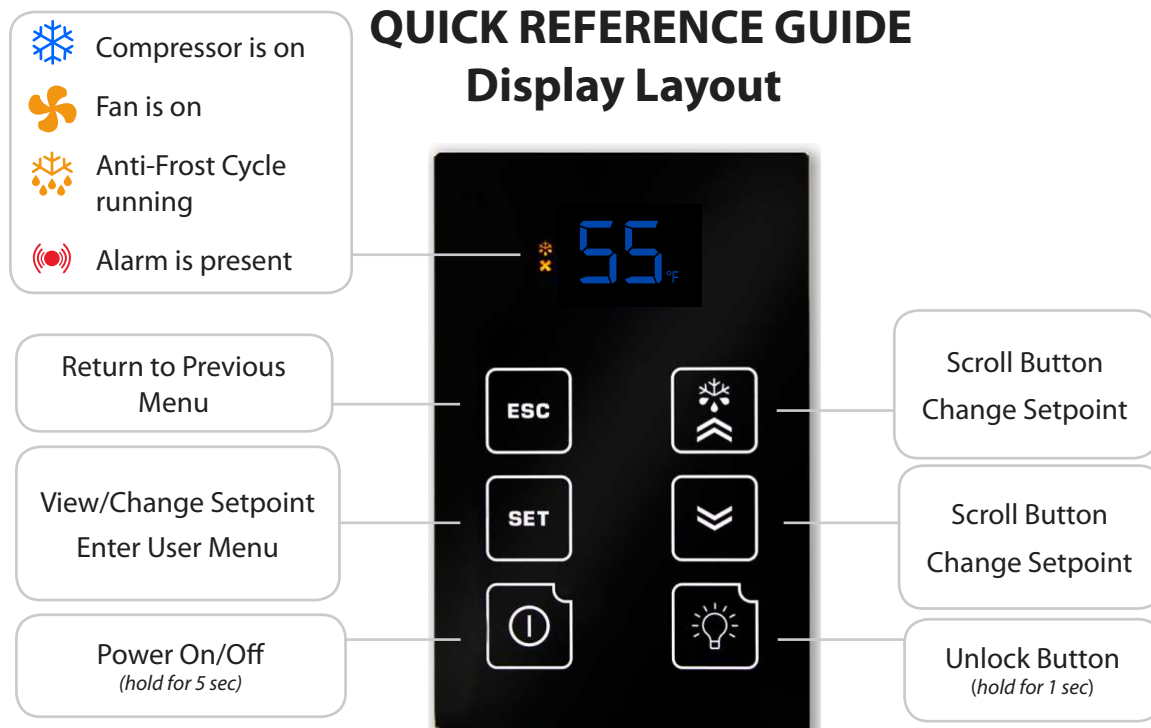 QUICK REFERENCE GUIDE
Display Layout
Compressor is on
Fan is on
Anti-Frost Cycle
running
Alarm is present
55 °F
Return to Previous
Menu
ESC
Scroll Button
Change Setpoint
View/Change Setpoint
Enter User Menu
SET
Scroll Button
Change Setpoint
Power On/Off
(hold for 5 sec)
Unlock Button
(hold for 1 sec)